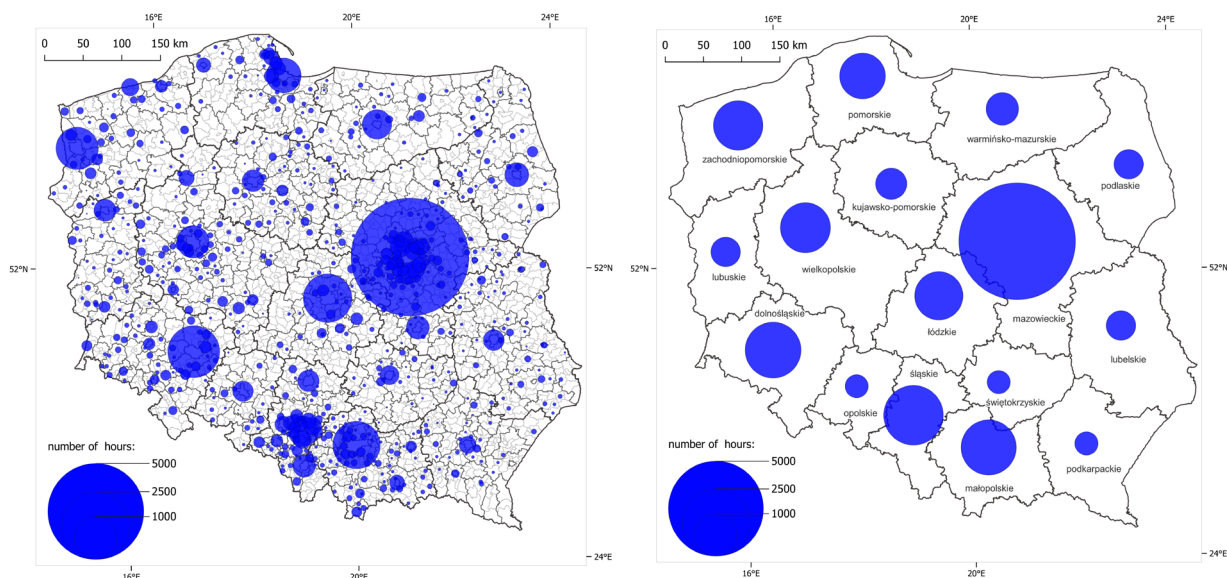 16°E 20°E 24°E
0 50 100 150 km
52°N 52°N
number of hours:
5000
2500
1000
24°E
16°E 20°E
16°E 20°E 24°E
0 50 100 150 km
pomorskie
warmińsko-mazurskie
zachodniopomorskie
podlaskie
kujawsko-pomorskie
wielkopolskie
52°N 52°N
lubuskie
dolnośląskie
mazowieckie
łódzkie
lubelskie
śląskie
świętokrzyskie
opolskie
podkarpackie
małopolskie
number of hours:
5000
2500
1000
24°E
16°E 20°E